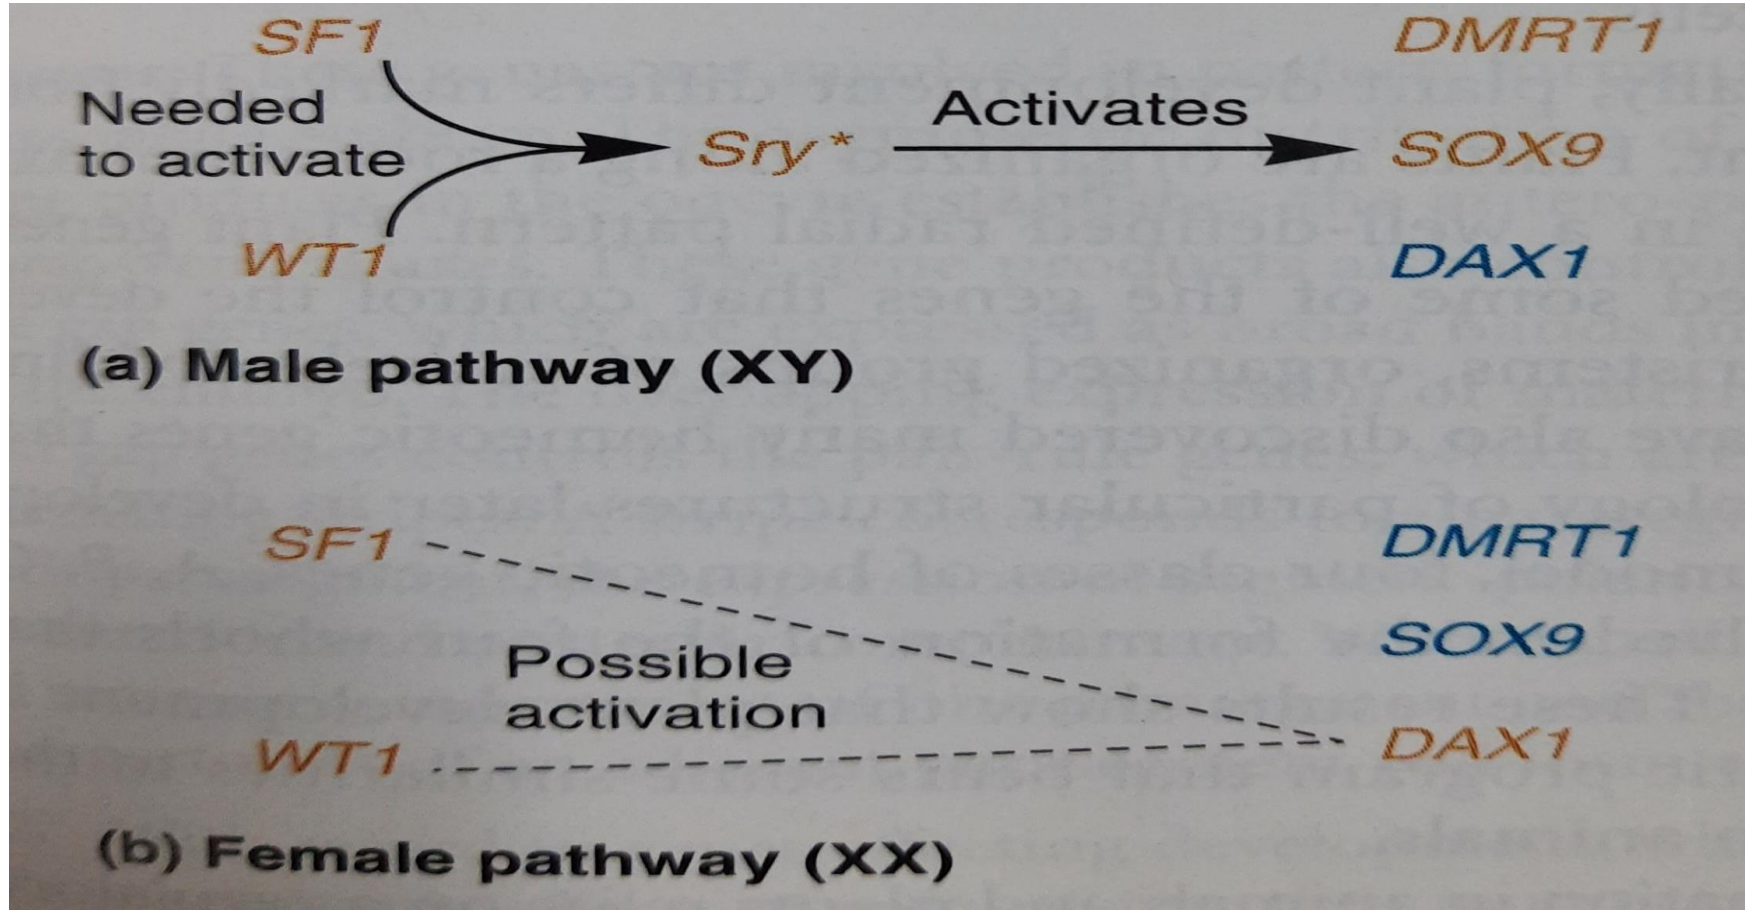 SF1
DMRT1
Needed
to activate
Sry*
Activates
SOX9
WT1
DAX1
(a) Male pathway (XY)
SF1
DMRT1
SOX9
Possible
activation
WT1
DAX1
(b) Female pathway (XX)